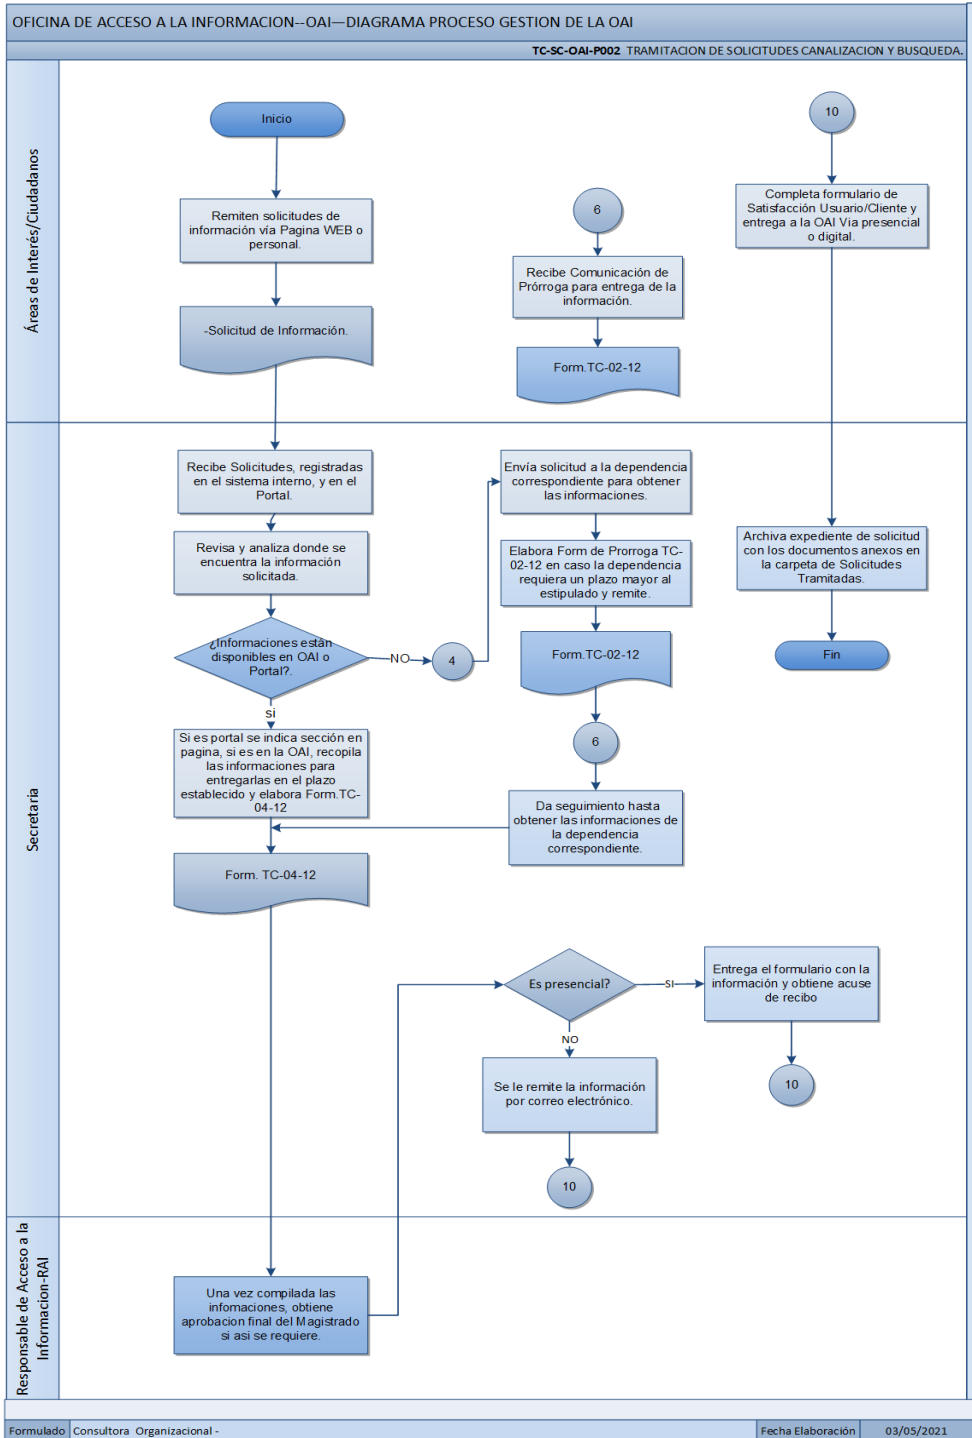 OFICINA DE ACCESO A LA INFORMACION--OAI—DIAGRAMA PROCESO GESTION DE LA OAI
TC-SC-OAI-P002 TRAMITACION DE SOLICITUDES CANALIZACION Y BUSQUEDA.
Áreas de Interés/Ciudadanos
Inicio
Remiten solicitudes de
información vía Pagina WEB o
personal.
-Solicitud de Información.
6
Recibe Comunicación de
Prórroga para entrega de la
información.
Form.TC-02-12
10
Completa formulario de
Satisfacción Usuario/Cliente y
entrega a la OAI Via presencial
o digital.
Secretaria
Recibe Solicitudes, registradas
en el sistema interno, y en el
Portal.
Revisa y analiza donde se
encuentra la información
solicitada.
¿Informaciones están
disponibles en OAI o
Portal?.
NO
4
si
Si es portal se indica sección en
pagina, si es en la OAI, recopila
las informaciones para
entregarlas en el plazo
establecido y elabora Form.TC-
04-12
Form. TC-04-12
Envía solicitud a la dependencia
correspondiente para obtener
las informaciones.
Elabora Form de Prorroga TC-
02-12 en caso la dependencia
requiera un plazo mayor al
estipulado y remite.
Form.TC-02-12
6
Da seguimiento hasta
obtener las informaciones de
la dependencia
correspondiente.
Archiva expediente de solicitud
con los documentos anexos en
la carpeta de Solicitudes
Tramitadas.
Fin
Es presencial?
SI
Entrega el formulario con la
información y obtiene acuse
de recibo
10
NO
Se le remite la información
por correo electrónico.
10
Responsable de Acceso a la
Informacion-RAI
Una vez compilada las
infomaciones, obtiene
aprobacion final del Magistrado
si asi se requiere.
Formulado Consultora Organizacional - Fecha Elaboración 03/05/2021